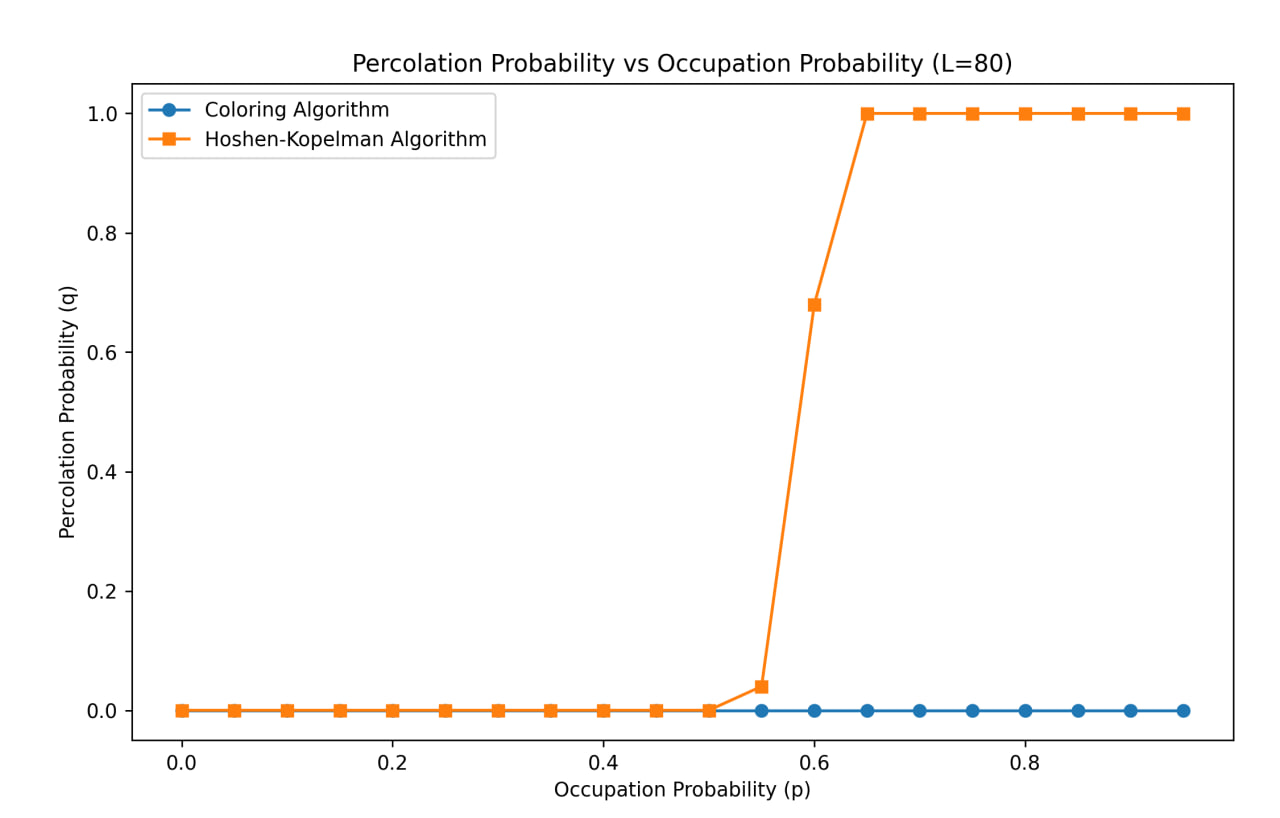 Percolation Probability vs Occupation Probability (L=80)
Coloring Algorithm
Hoshen-Kopelman Algorithm
1.0
0.8
0.6
0.4
0.2
0.0
Percolation Probability (q)
0.0 0.2 0.4 0.6 0.8
Occupation Probability (p)